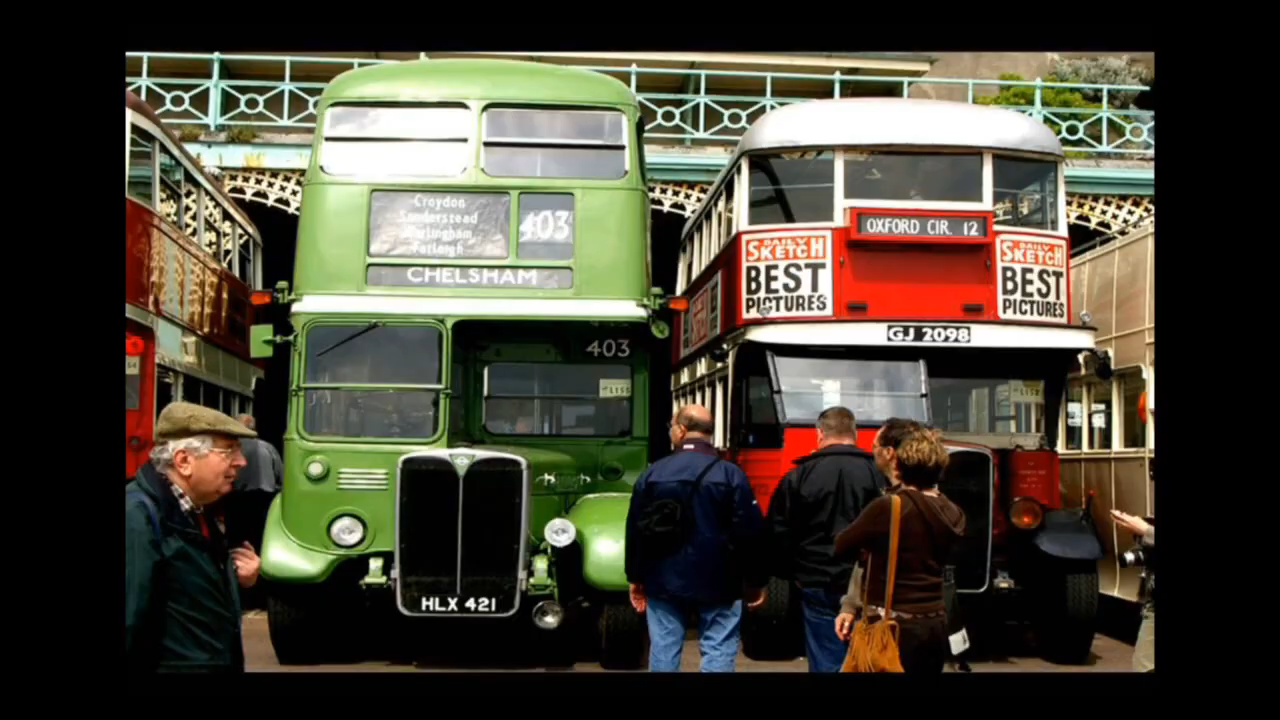 Croydon
Sanderstead
Warlingham
Farleigh
403
CHELSHAM
403
HLX 421
OXFORD CIR. 12
DAILY
SKETCH
BEST
PICTURES
DAILY
SKETCH
BEST
PICTURES
GJ 2098
54